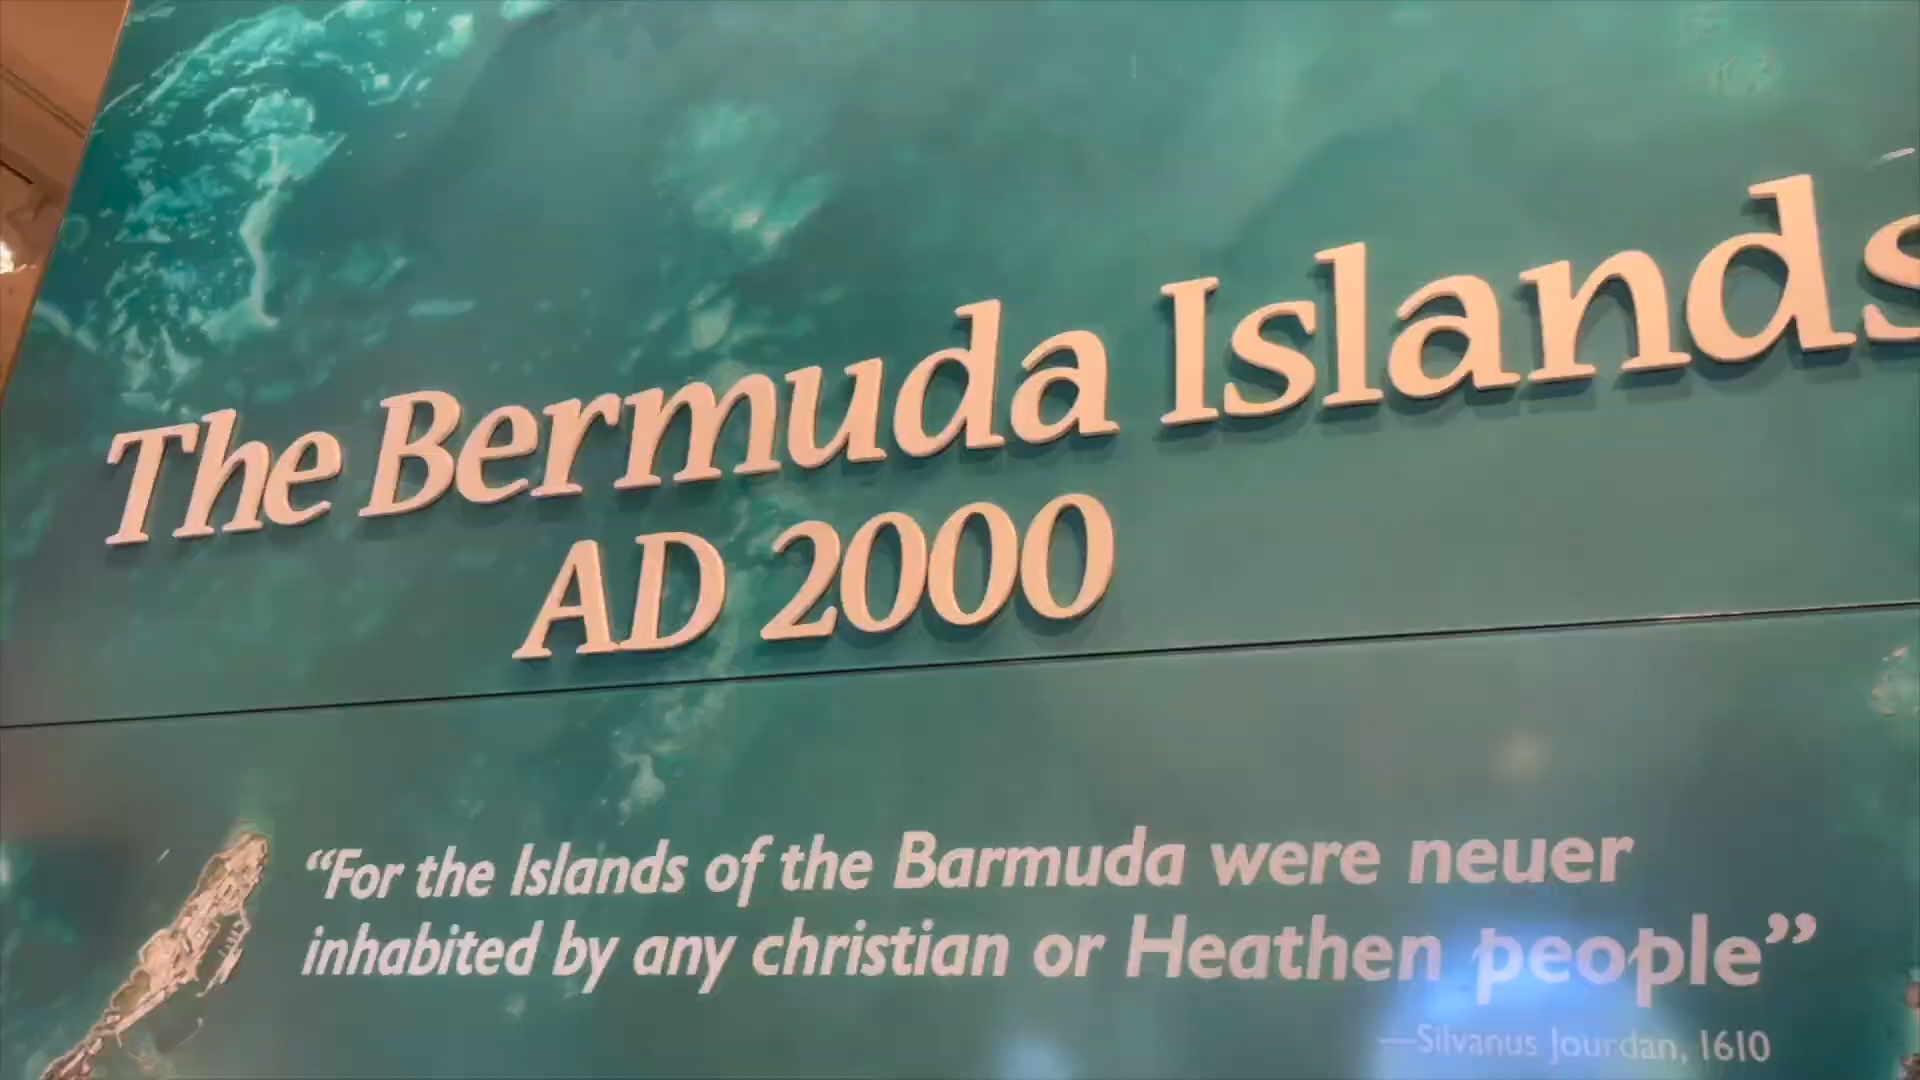 The Bermuda Islands
AD 2000
“For the Islands of the Barmuda were neuer
inhabited by any christian or Heathen people”
—Silvanus Jourdan, 1610